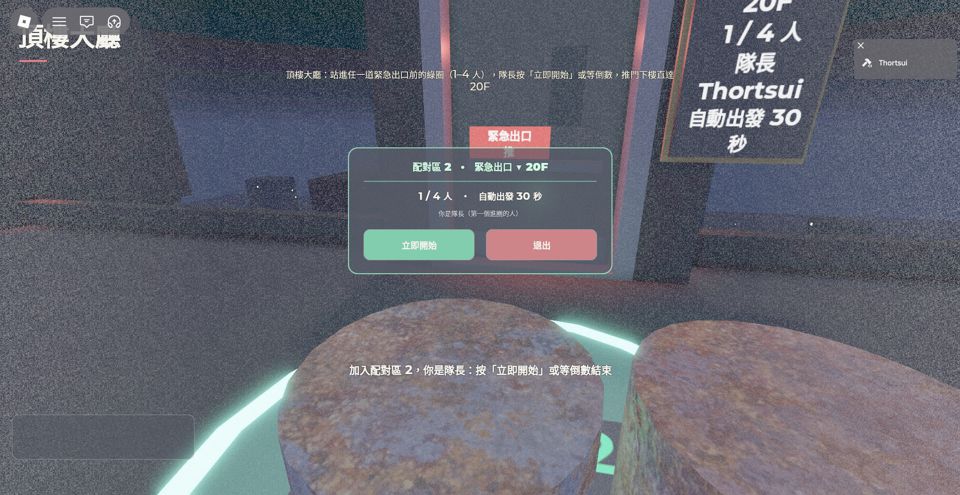 頂樓大廳
頂樓大廳：站進任一道緊急出口前的綠圈（1–4 人），隊長按「立即開始」或等倒數，推門下樓直達
20F
20F
1 / 4 人
隊長
Thortsui
自動出發 30
秒
Thortsui
緊急出口
推
配對區 2 • 緊急出口 ▼ 20F
1 / 4 人 • 自動出發 30 秒
你是隊長（第一個進圈的人）
立即開始
退出
加入配對區 2，你是隊長：按「立即開始」或等倒數結束
2